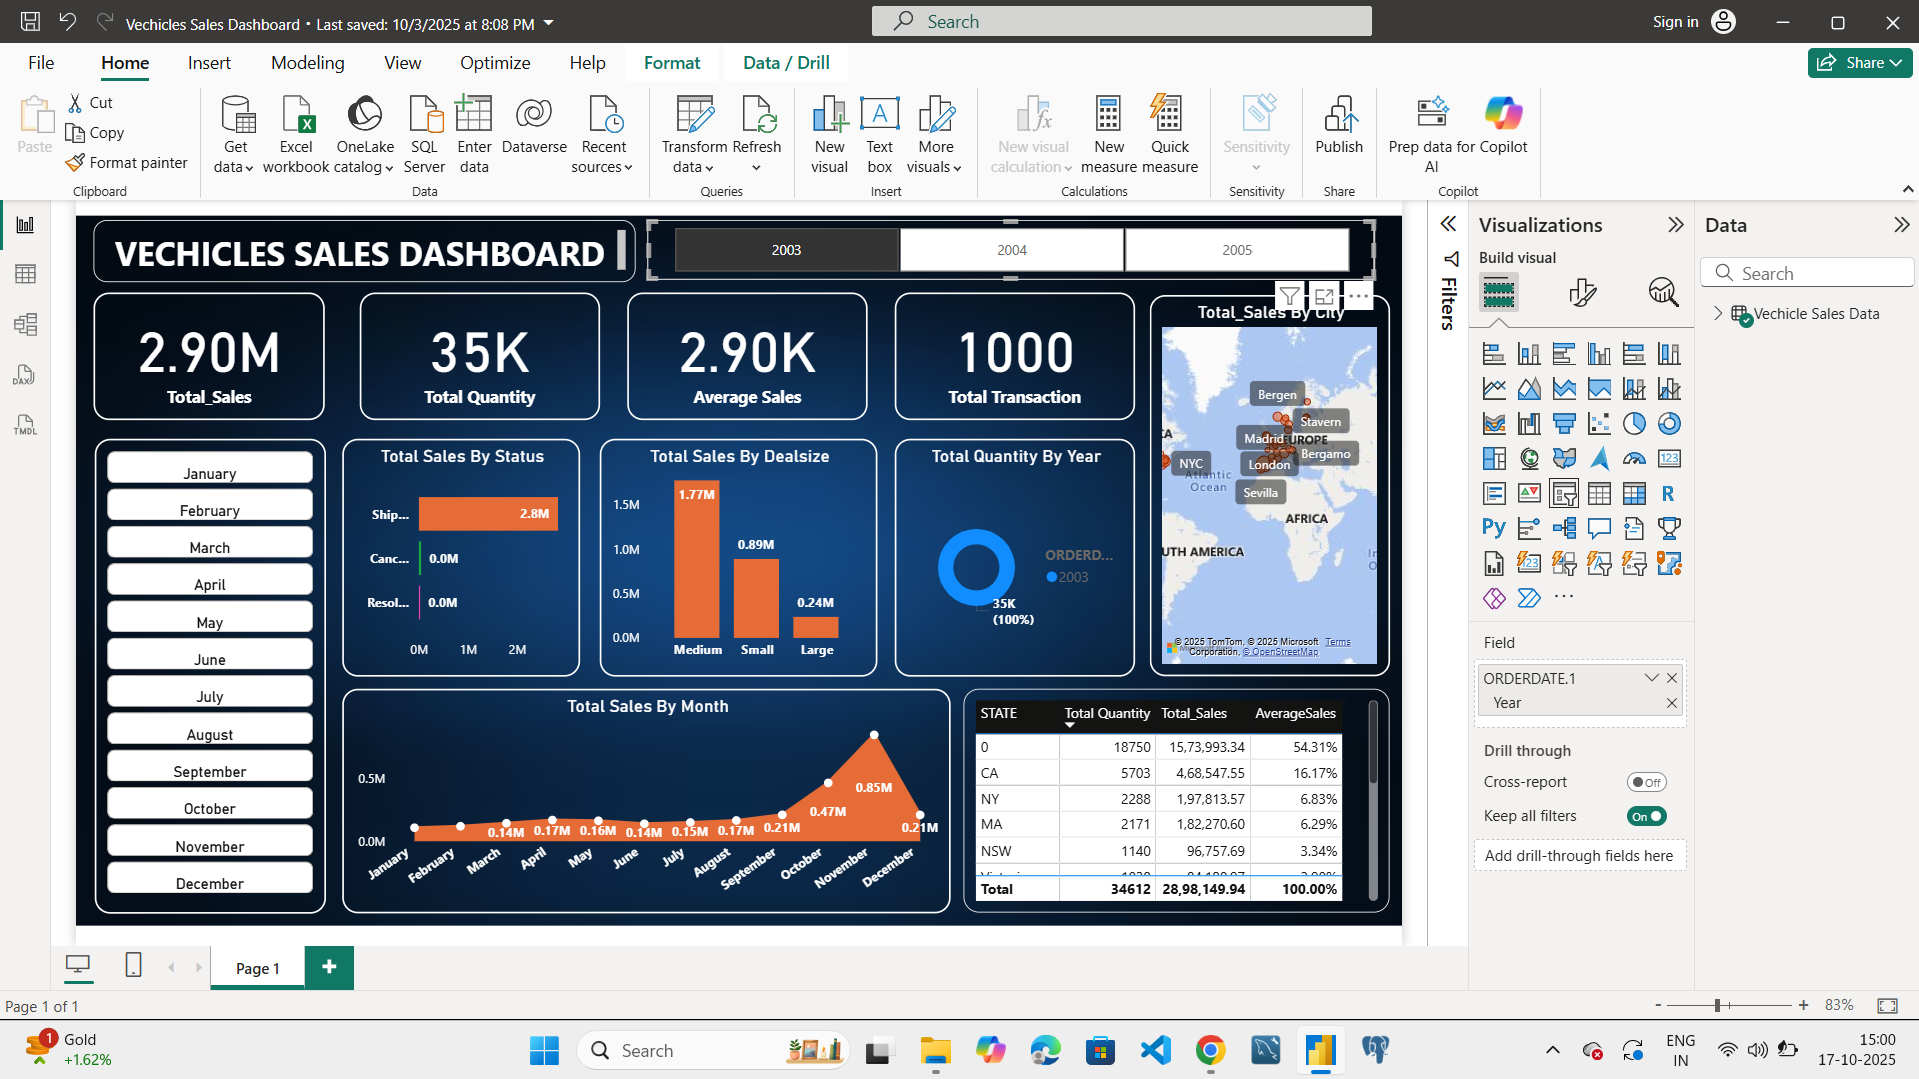 Vechicles Sales Dashboard • Last saved: 10/3/2025 at 8:08 PM
Search
Sign in
File
Home
Insert
Modeling
View
Optimize
Help
Format
Data / Drill
Share
Paste
Cut
Copy
Format painter
Clipboard
Get data
Excel workbook
OneLake catalog
SQL Server
Enter data
Dataverse
Recent sources
Data
Transform data
Refresh
Queries
New visual
Text box
More visuals
Insert
New visual calculation
New measure
Quick measure
Calculations
Sensitivity
Sensitivity
Publish
Share
Prep data for AI
Copilot
Copilot
VECHICLES SALES DASHBOARD
2003
2004
2005
2.90M
Total_Sales
35K
Total Quantity
2.90K
Average Sales
1000
Total Transaction
Total_Sales By City
Bergen
Stavern
Madrid
EUROPE
Bergamo
NYC
London
Atlantic Ocean
Sevilla
AFRICA
UTH AMERICA
© 2025 TomTom, © 2025 Microsoft Corporation, © OpenStreetMap
Terms
January
February
March
April
May
June
July
August
September
October
November
December
Total Sales By Status
Ship...
2.8M
Canc...
0.0M
Resol...
0.0M
0M
1M
2M
Total Sales By Dealsize
1.5M
1.0M
0.5M
0.0M
1.77M
0.89M
0.24M
Medium
Small
Large
Total Quantity By Year
ORDERD...
2003
35K
(100%)
Total Sales By Month
0.5M
0.0M
0.14M
0.17M
0.16M
0.14M
0.15M
0.17M
0.21M
0.47M
0.85M
0.21M
January
February
March
April
May
June
July
August
September
October
November
December
STATE Total Quantity Total_Sales AverageSales
0 18750 15,73,993.34 54.31%
CA 5703 4,68,547.55 16.17%
NY 2288 1,97,813.57 6.83%
MA 2171 1,82,270.60 6.29%
NSW 1140 96,757.69 3.34%
Total 34612 28,98,149.94 100.00%
Filters
Visualizations
Build visual
123
R
Py
Field
ORDERDATE.1
Year
Drill through
Cross-report
Off
Keep all filters
On
Add drill-through fields here
Data
Search
Vechicle Sales Data
DAX
TMDL
Page 1
Page 1 of 1
83%
1
Gold
+1.62%
Search
ENG
IN
15:00
17-10-2025